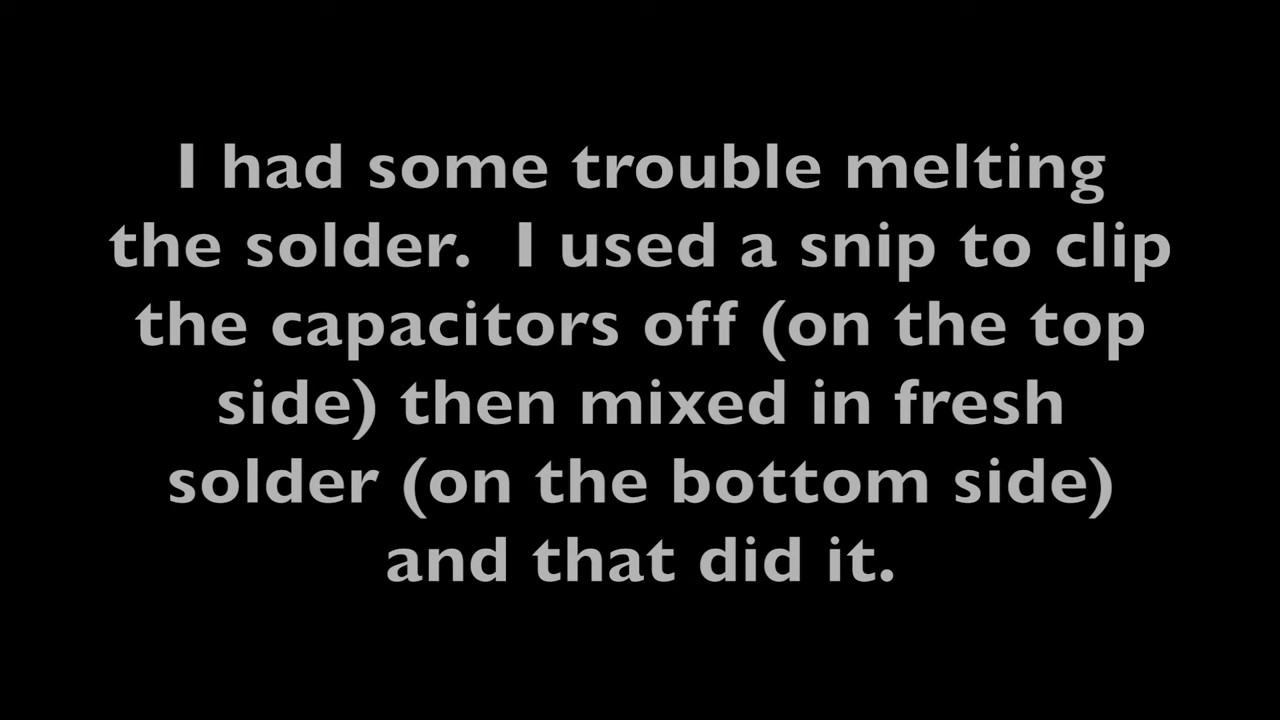 I had some trouble melting
the solder.  I used a snip to clip
the capacitors off (on the top
side) then mixed in fresh
solder (on the bottom side)
and that did it.